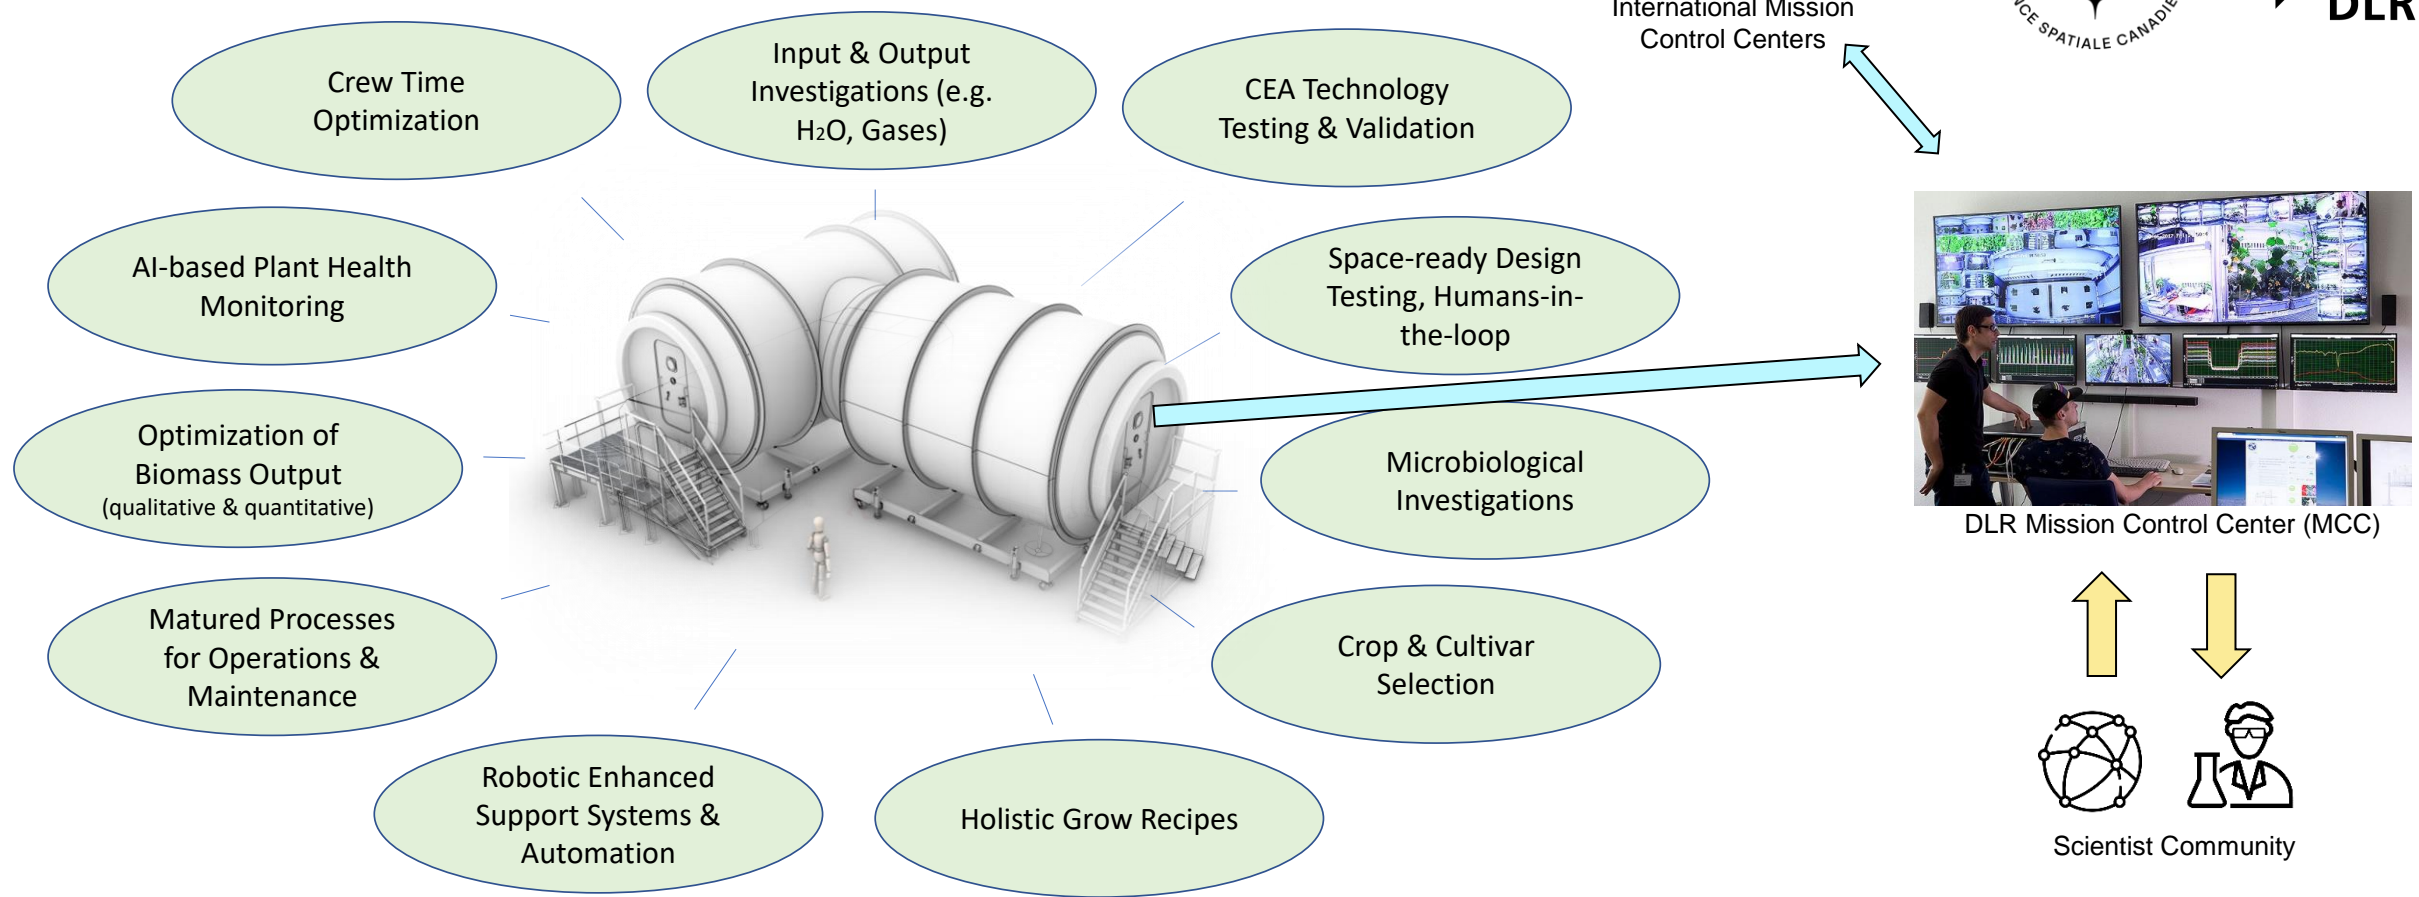 International Mission
Control Centers
NCE SPATIALE CANADIE
DLR
Crew Time
Optimization
Input & Output
Investigations (e.g.
H2O, Gases)
CEA Technology
Testing & Validation
AI-based Plant Health
Monitoring
Space-ready Design
Testing, Humans-in-
the-loop
Optimization of
Biomass Output
(qualitative & quantitative)
Microbiological
Investigations
DLR Mission Control Center (MCC)
Matured Processes
for Operations &
Maintenance
Crop & Cultivar
Selection
Robotic Enhanced
Support Systems &
Automation
Holistic Grow Recipes
Scientist Community